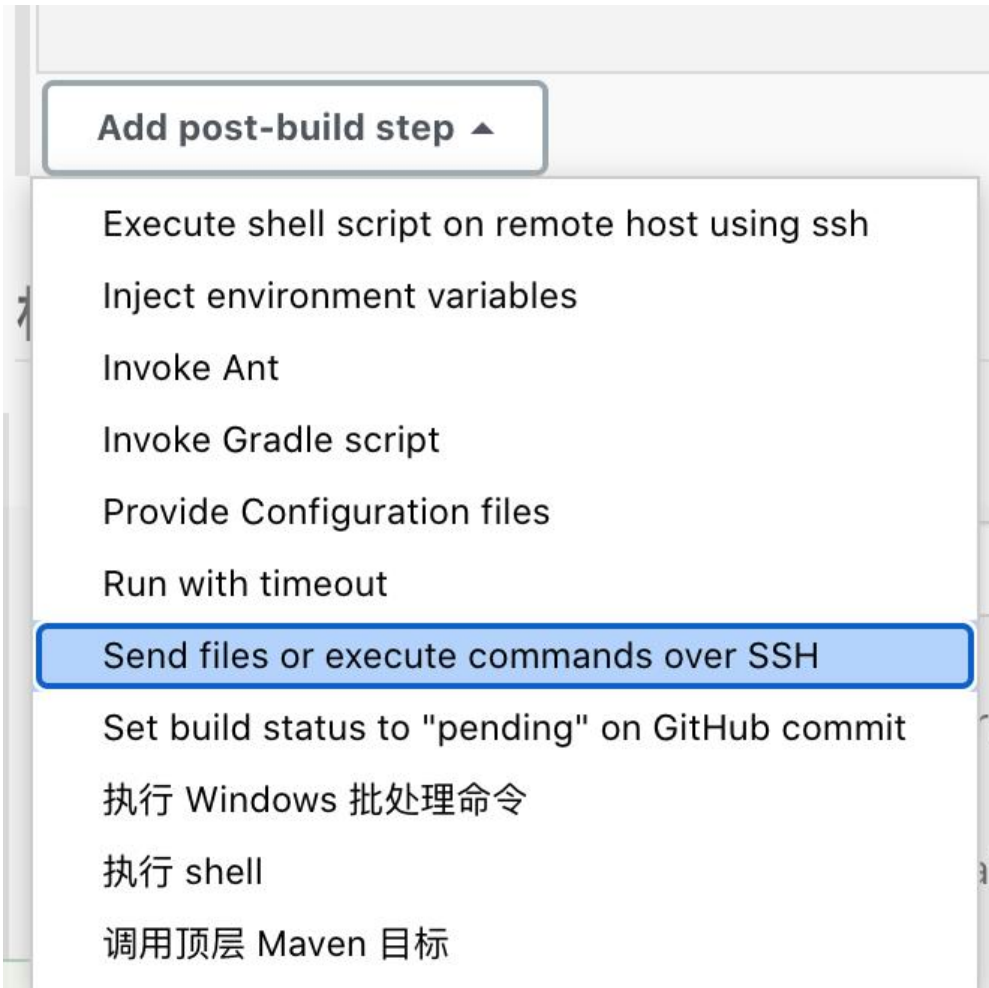 Add post-build step
Execute shell script on remote host using ssh
Inject environment variables
Invoke Ant
Invoke Gradle script
Provide Configuration files
Run with timeout
Send files or execute commands over SSH
Set build status to "pending" on GitHub commit
执行 Windows 批处理命令
执行 shell
调用顶层 Maven 目标